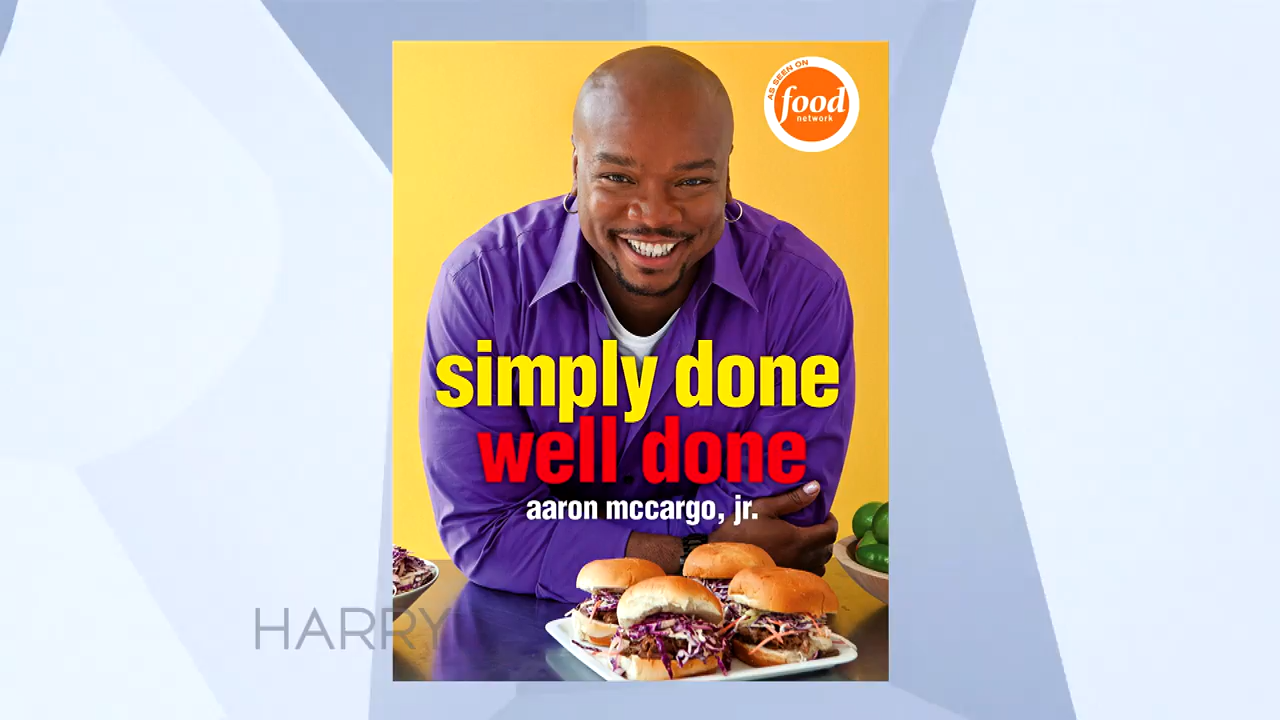 AS SEEN ON
food
network
simply done
well done
aaron mccargo, jr.
HARRY